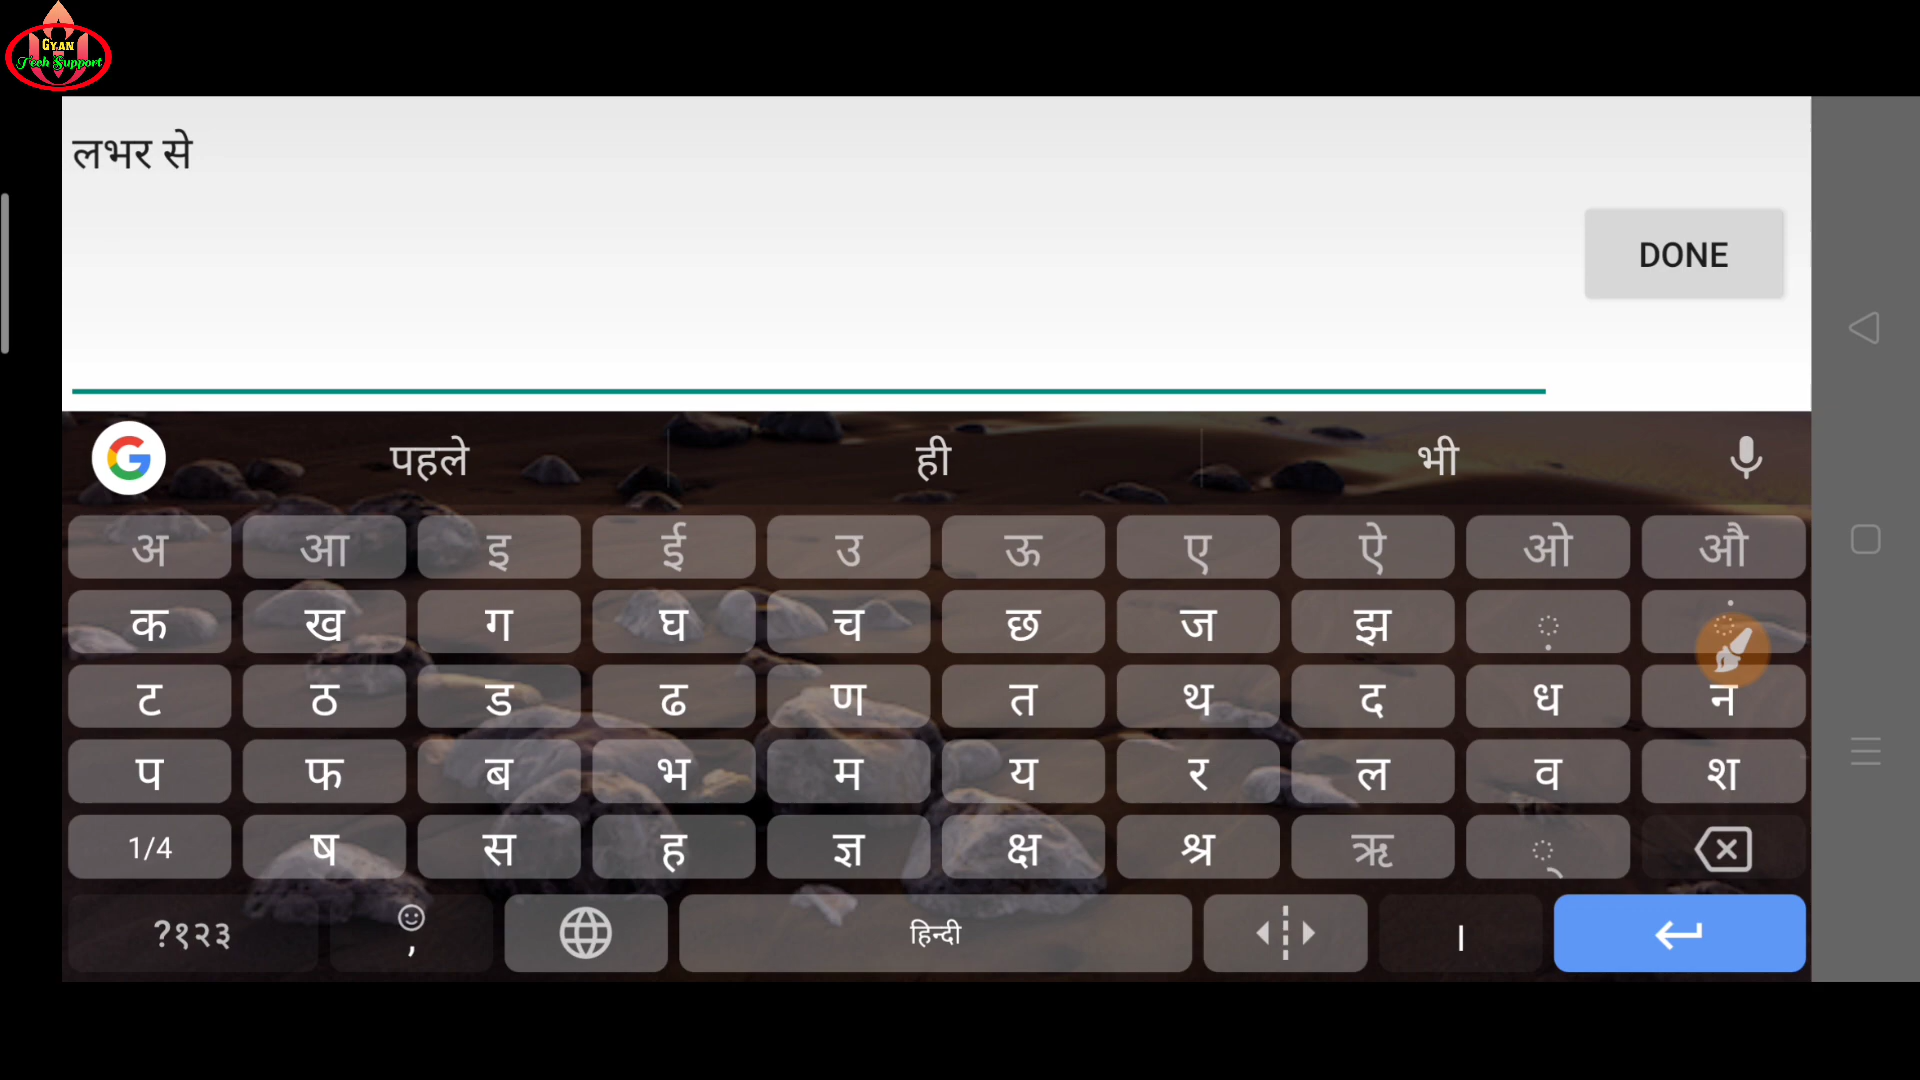 Gyan
Tech Support
लभर से
DONE
पहले ही भी
अ आ इ ई उ ऊ ए ऐ ओ औ
क ख ग घ च छ ज झ ़ ं
ट ठ ड ढ ण त थ द ध न
प फ ब भ म य र ल व श
1/4 ष स ह ज्ञ क्ष श्र ऋ ्
?१२३ , हिन्दी ।